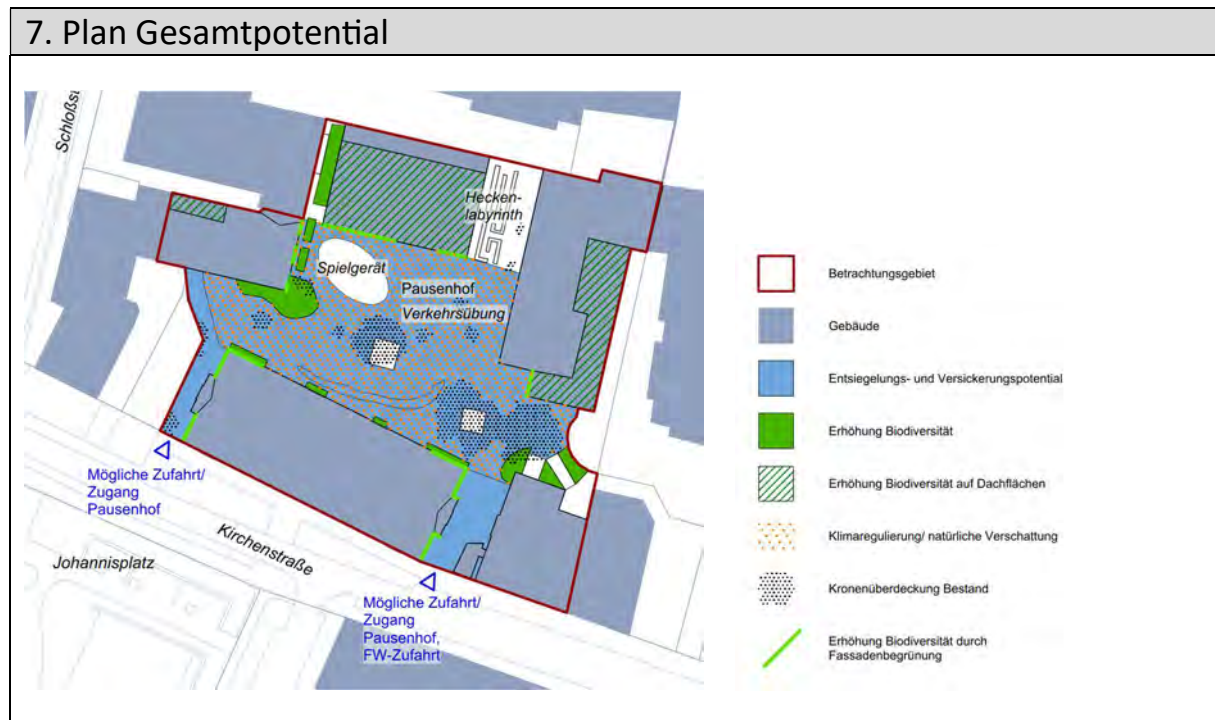 7. Plan Gesamtpotential
Hecken-
labyrinth
Spielgerät
Pausenhof
Verkehrsübung
Mögliche Zufahrt/
Zugang
Pausenhof
Kirchenstraße
Johannisplatz
Mögliche Zufahrt/
Zugang
Pausenhof,
FW-Zufahrt
Betrachtungsgebiet
Gebäude
Entsiegelungs- und Versickerungspotential
Erhöhung Biodiversität
Erhöhung Biodiversität auf Dachflächen
Klimaregulierung/ natürliche Verschattung
Kronenüberdeckung Bestand
Erhöhung Biodiversität durch
Fassadenbegrünung